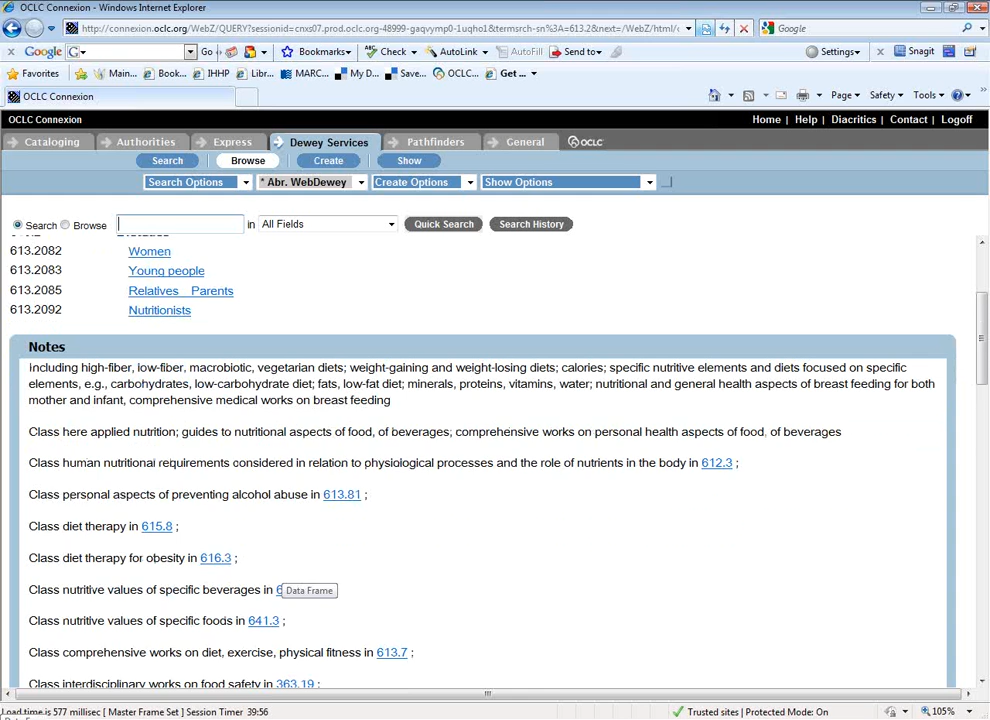 OCLC Connexion - Windows Internet Explorer
http://connexion.oclc.org/WebZ/QUERY?sessionid=cnxs07.prod.oclc.org-48999-gaqvymp0-1uqho1&termsrch-sn%3A=613.2&next=/WebZ/html/c
Google
Google Go Bookmarks Check AutoLink AutoFill Send to Settings Snagit
Favorites Main... Book... IHHP Libr... MARC... My D... Save... OCLC... Get ...
OCLC Connexion Page Safety Tools
OCLC Connexion Home | Help | Diacritics | Contact | Logoff
Cataloging Authorities Express Dewey Services Pathfinders General OCLC
Search Browse Create Show
Search Options * Abr. WebDewey Create Options Show Options
Search Browse in All Fields Quick Search Search History
613.2082 Women
613.2083 Young people
613.2085 Relatives Parents
613.2092 Nutritionists
Notes
Including high-fiber, low-fiber, macrobiotic, vegetarian diets; weight-gaining and weight-losing diets; calories; specific nutritive elements and diets focused on specific
elements, e.g., carbohydrates, low-carbohydrate diet; fats, low-fat diet; minerals, proteins, vitamins, water; nutritional and general health aspects of breast feeding for both
mother and infant, comprehensive medical works on breast feeding
Class here applied nutrition; guides to nutritional aspects of food, of beverages; comprehensive works on personal health aspects of food, of beverages
Class human nutritional requirements considered in relation to physiological processes and the role of nutrients in the body in 612.3 ;
Class personal aspects of preventing alcohol abuse in 613.81 ;
Class diet therapy in 615.8 ;
Class diet therapy for obesity in 616.3 ;
Class nutritive values of specific beverages in 6
Data Frame
Class nutritive values of specific foods in 641.3 ;
Class comprehensive works on diet, exercise, physical fitness in 613.7 ;
Class interdisciplinary works on food safety in 363.19 ;
Load time is 577 millisec [ Master Frame Set ] Session Timer 39:56
Trusted sites | Protected Mode: On 105%